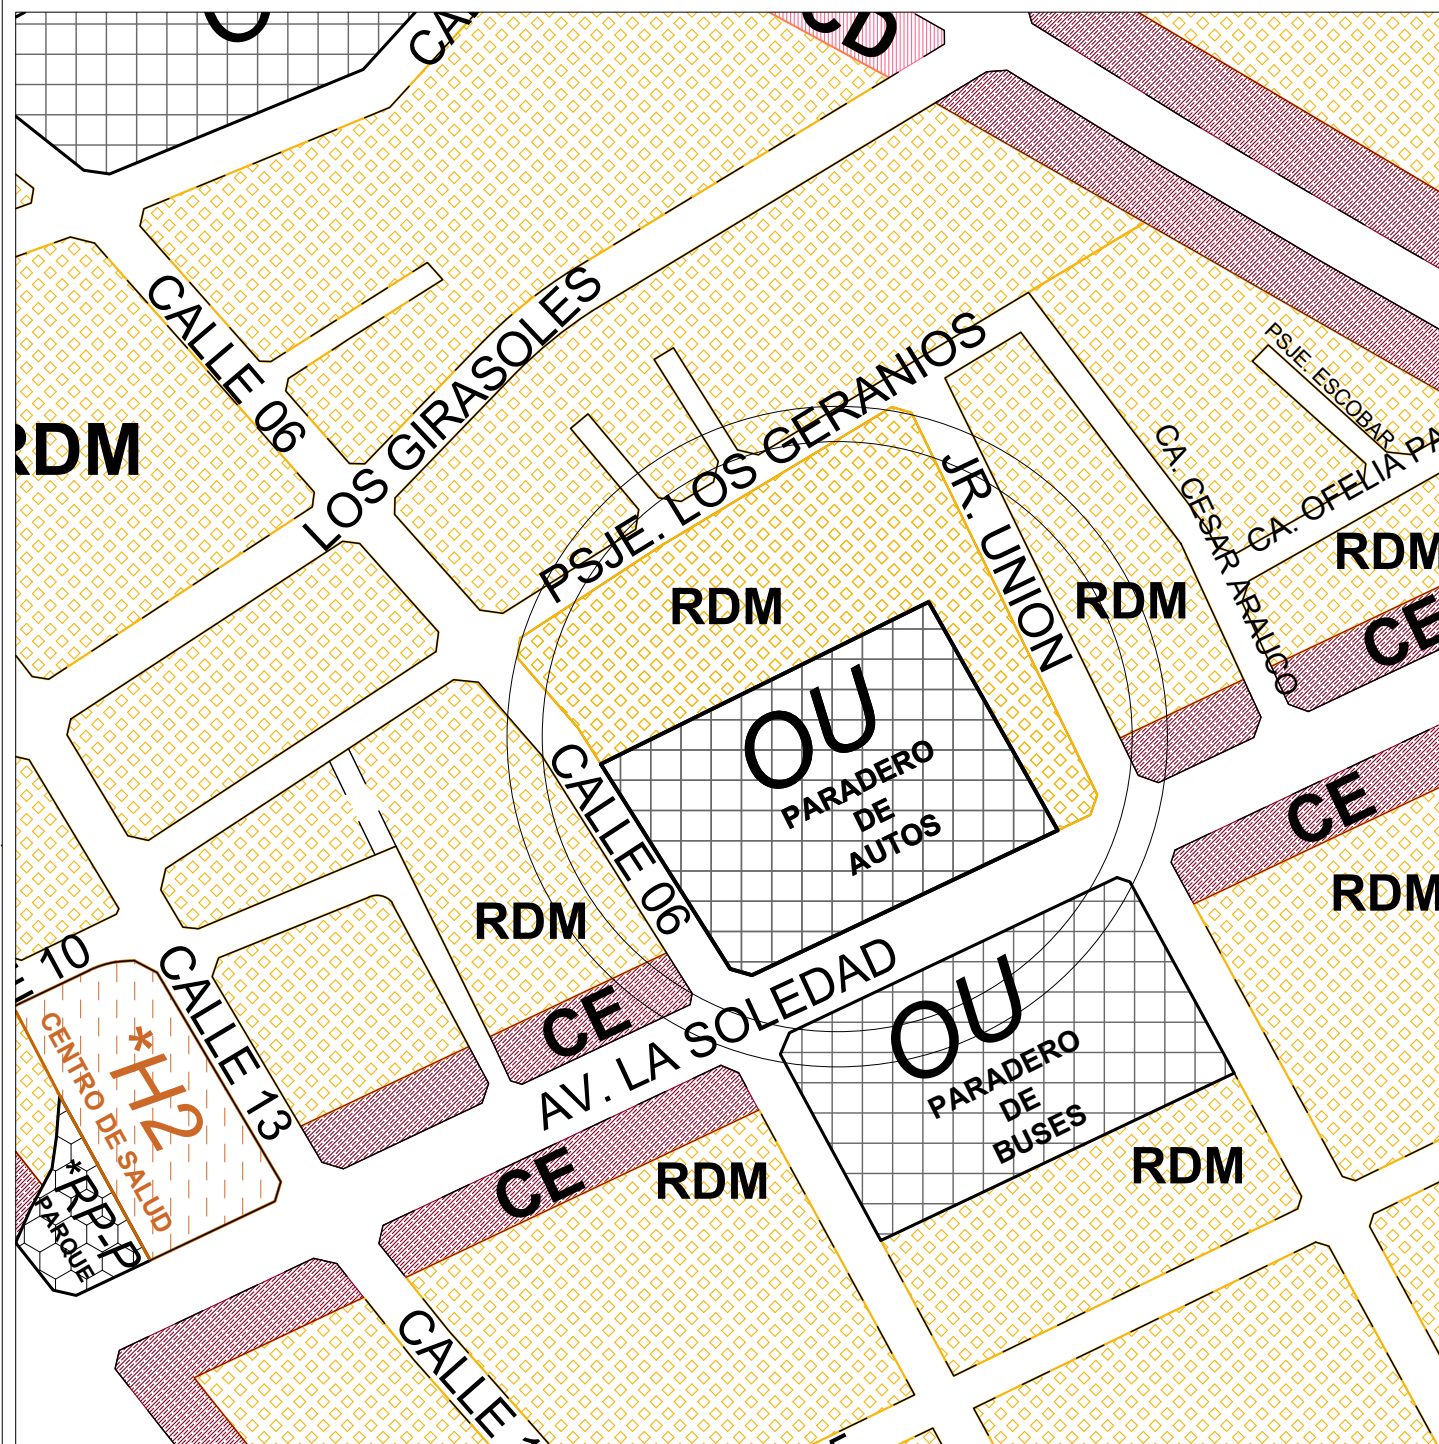 CD
CALLE 06
LOS GIRASOLES
RDM
PSJE. LOS GERANIOS
PSJE. ESCOBAR
CA. CESAR ARAUCO
CA. OFELIA PA
JR. UNION
RDM
RDM
RDM
CE
OU
PARADERO
DE
AUTOS
CALLE 06
CE
RDM
RDM
CALLE 13
10
*H2
CENTRO DE SALUD
*RP-P
PARQUE
CE
AV. LA SOLEDAD
OU
PARADERO
DE
BUSES
CE
RDM
RDM
CALLE